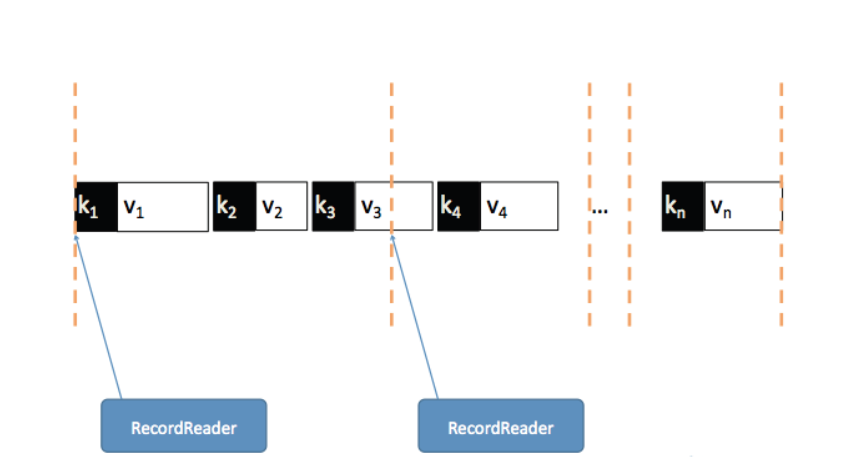 k₁ v₁ k₂ v₂ k₃ v₃ k₄ v₄ ... kₙ vₙ
RecordReader RecordReader